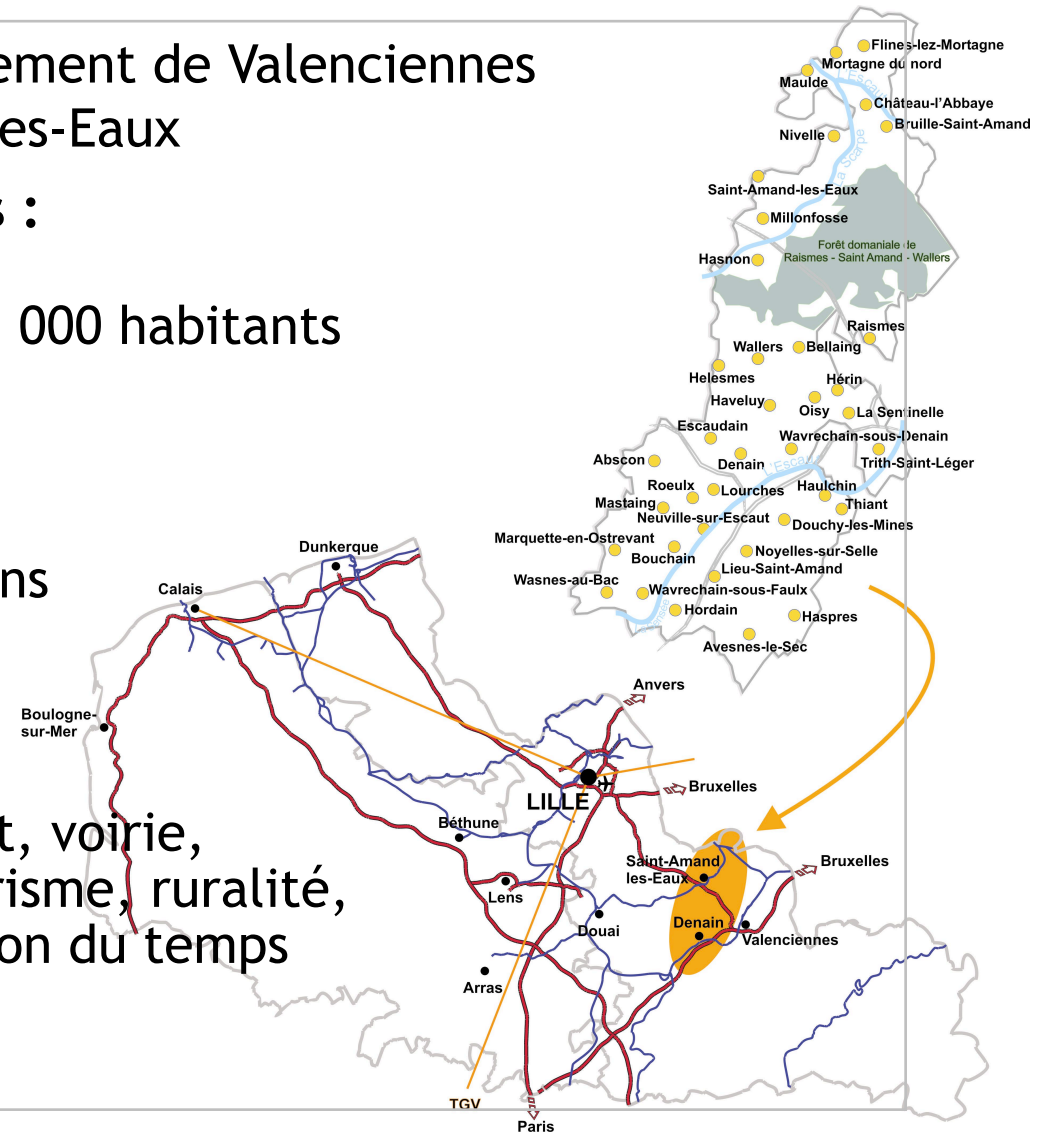 ement de Valenciennes
es-Eaux
s :
000 habitants
ns
t, voirie,
risme, ruralité,
on du temps
Flines-lez-Mortagne
Mortagne du nord
Maulde
L'Escaut
Château-l'Abbaye
Bruille-Saint-Amand
Nivelle
La Scarpe
Saint-Amand-les-Eaux
Millonfosse
Forêt domaniale de
Raismes - Saint Amand - Wallers
Hasnon
Raismes
Wallers
Bellaing
Helesmes
Hérin
Haveluy
Oisy
La Sentinelle
Escaudain
Wavrechain-sous-Denain
Abscon
Denain
L'Escaut
Trith-Saint-Léger
Roeulx
Lourches
Haulchin
Mastaing
Thiant
Neuville-sur-Escaut
Douchy-les-Mines
Marquette-en-Ostrevant
Bouchain
Noyelles-sur-Selle
Lieu-Saint-Amand
Wasnes-au-Bac
Wavrechain-sous-Faulx
Hordain
Haspres
Avesnes-le-Sec
Dunkerque
Calais
Boulogne-
sur-Mer
Anvers
LILLE
Bruxelles
Béthune
Saint-Amand
les-Eaux
Bruxelles
Lens
Douai
Denain
Valenciennes
Arras
TGV
Paris